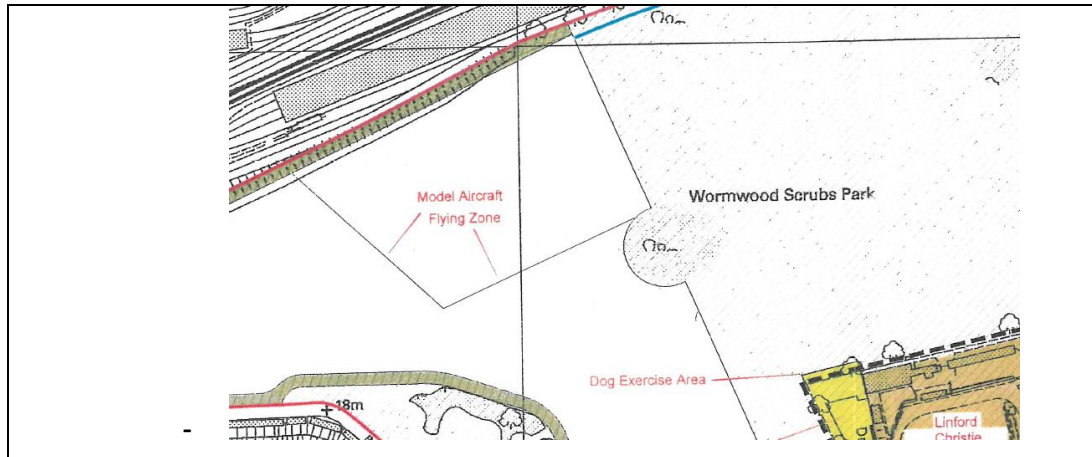 Model Aircraft
Flying Zone
Wormwood Scrubs Park
Dog Exercise Area
18m
Linford
Christie
-